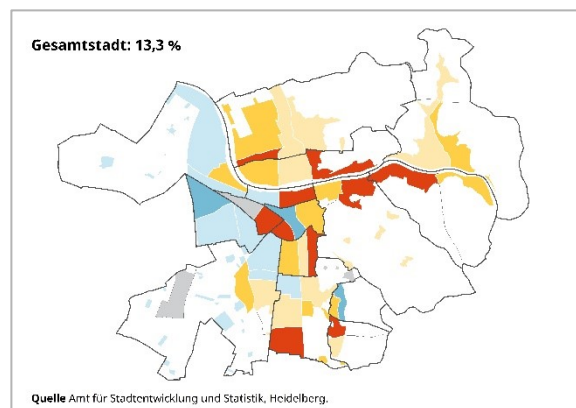 Gesamtstadt: 13,3 %
Quelle Amt für Stadtentwicklung und Statistik, Heidelberg.